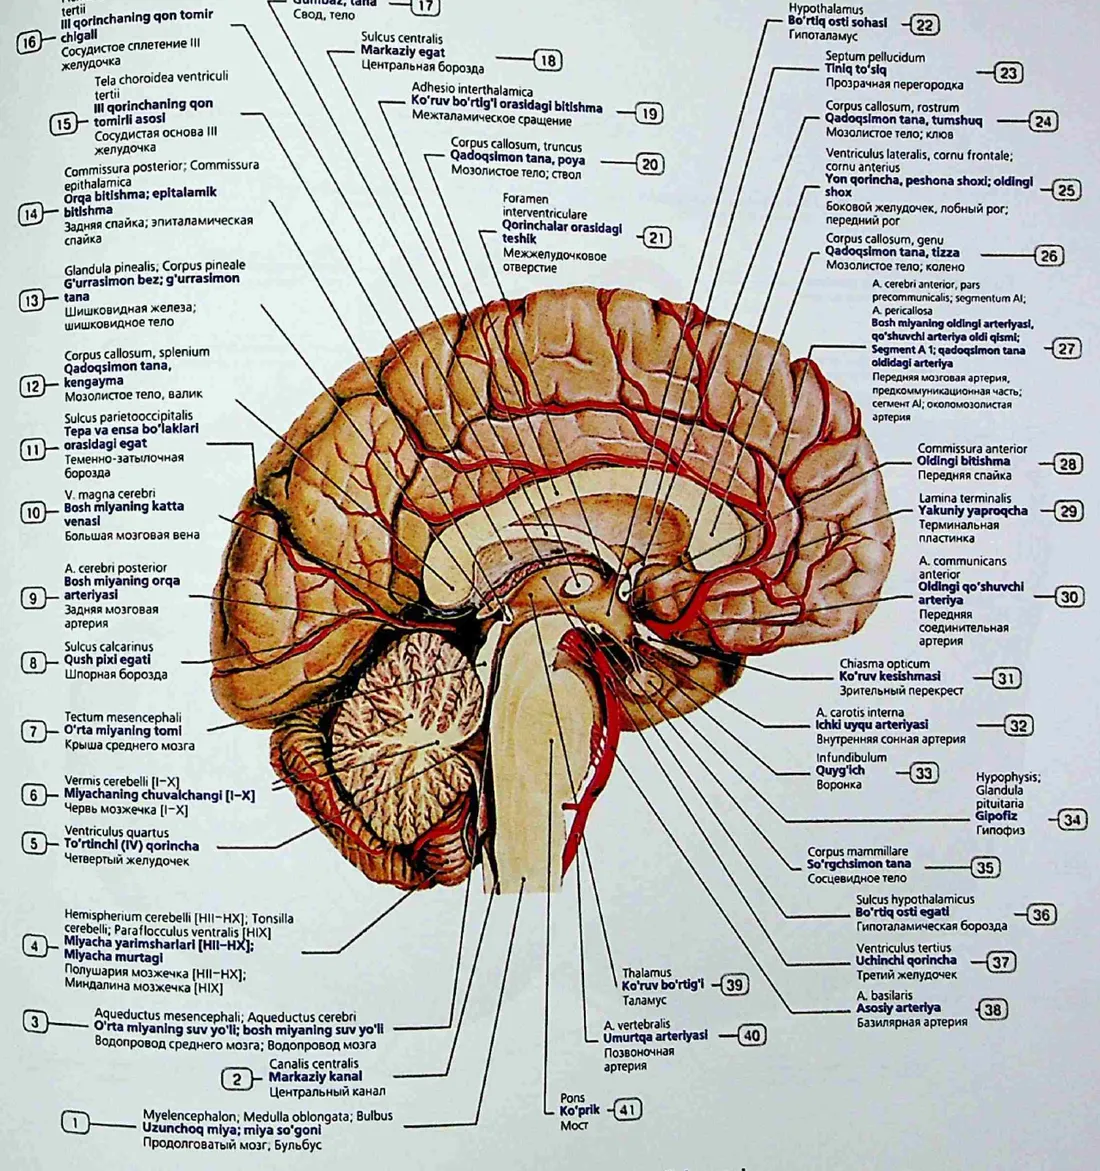 tertii
III qorinchaning qon tomir
chigali
16
Сосудистое сплетение III
желудочка
Tela choroidea ventriculi
tertii
III qorinchaning qon
tomirli asosi
15
Сосудистая основа III
желудочка
Commissura posterior; Commissura
epithalamica
Orqa bitishma; epitalamik
bitishma
14
Задняя спайка; эпиталамическая
спайка
Glandula pinealis; Corpus pineale
G'urrasimon bez; g'urrasimon
tana
13
Шишковидная железа;
шишковидное тело
Corpus callosum, splenium
Qadoqsimon tana,
kengayma
12
Мозолистое тело, валик
Sulcus parietooccipitalis
Tepa va ensa bo'laklari
orasidagi egat
11
Теменно-затылочная
борозда
V. magna cerebri
Bosh miyaning katta
venasi
10
Большая мозговая вена
A. cerebri posterior
Bosh miyaning orqa
arteriyasi
9
Задняя мозговая
артерия
Sulcus calcarinus
Qush pixi egati
8
Шпорная борозда
Tectum mesencephali
O'rta miyaning tomi
7
Крыша среднего мозга
Vermis cerebelli [I–X]
Miyachaning chuvalchangi [I–X]
6
Червь мозжечка [I–X]
Ventriculus quartus
To'rtinchi (IV) qorincha
5
Четвертый желудочек
Hemispherium cerebelli [HII–HX]; Tonsilla
cerebelli; Paraflocculus ventralis [HIX]
Miyacha yarimsharlari [HII–HX];
Miyacha murtagi
4
Полушария мозжечка [HII–HX];
Миндалина мозжечка [HIX]
Aqueductus mesencephali; Aqueductus cerebri
O'rta miyaning suv yo'li; bosh miyaning suv yo'li
3
Водопровод среднего мозга; Водопровод мозга
Canalis centralis
Markaziy kanal
2
Центральный канал
Myelencephalon; Medulla oblongata; Bulbus
Uzunchoq miya; miya so'goni
1
Продолговатый мозг, Бульбус
Gumbaz, tana
17
Свод, тело
Sulcus centralis
Markaziy egat
18
Центральная борозда
Adhesio interthalamica
Ko'ruv bo'rtig'i orasidagi bitishma
19
Межталамическое сращение
Corpus callosum, truncus
Qadoqsimon tana, poya
20
Мозолистое тело; ствол
Foramen
interventriculare
Qorinchalar orasidagi
teshik
21
Межжелудочковое
отверстие
Hypothalamus
Bo'rtiq osti sohasi
22
Гипоталамус
Septum pellucidum
Tiniq to'siq
23
Прозрачная перегородка
Corpus callosum, rostrum
Qadoqsimon tana, tumshuq
24
Мозолистое тело; клюв
Ventriculus lateralis, cornu frontale;
cornu anterius
Yon qorincha, peshona shoxi; oldingi
shox
25
Боковой желудочек, лобный рог;
передний рог
Corpus callosum, genu
Qadoqsimon tana, tizza
26
Мозолистое тело; колено
A. cerebri anterior, pars
precommunicalis; segmentum AI;
A. pericallosa
Bosh miyaning oldingi arteriyasi,
qo'shuvchi arteriya oldi qismi;
Segment A 1; qadoqsimon tana
oldidagi arteriya
27
Передняя мозговая артерия,
предкоммуникационная часть;
сегмент AI; околомозолистая
артерия
Commissura anterior
Oldingi bitishma
28
Передняя спайка
Lamina terminalis
Yakuniy yaproqcha
29
Терминальная
пластинка
A. communicans
anterior
Oldingi qo'shuvchi
arteriya
30
Передняя
соединительная
артерия
Chiasma opticum
Ko'ruv kesishmasi
31
Зрительный перекрест
A. carotis interna
Ichki uyqu arteriyasi
32
Внутренняя сонная артерия
Infundibulum
Quyg'ich
33
Воронка
Hypophysis;
Glandula
pituitaria
Gipofiz
34
Гипофиз
Corpus mammillare
So'rgchsimon tana
35
Сосцевидное тело
Sulcus hypothalamicus
Bo'rtiq osti egati
36
Гипоталамическая борозда
Ventriculus tertius
Uchinchi qorincha
37
Третий желудочек
A. basilaris
Asosiy arteriya
38
Базилярная артерия
Thalamus
Ko'ruv bo'rtig'i
39
Таламус
A. vertebralis
Umurtqa arteriyasi
40
Позвоночная
артерия
Pons
Ko'prik
41
Мост